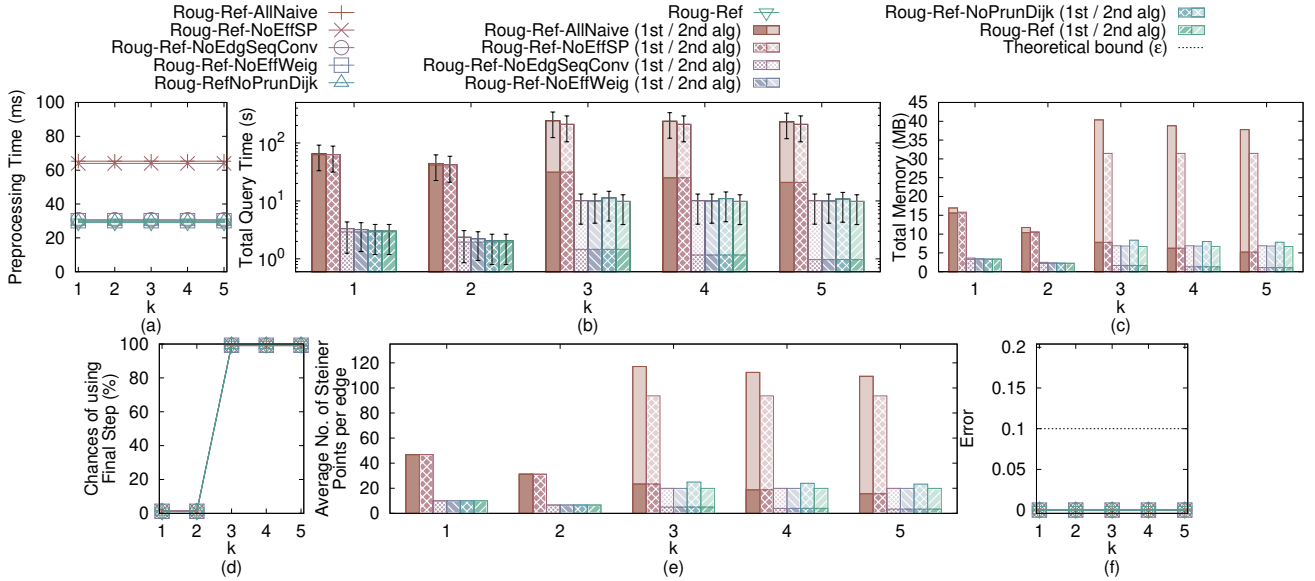 Roug-Ref-AllNaive
Roug-Ref-NoEffSP
Roug-Ref-NoEdgSeqConv
Roug-Ref-NoEffWeig
Roug-RefNoPrunDijk
Roug-Ref
Roug-Ref-AllNaive (1st / 2nd alg)
Roug-Ref-NoEffSP (1st / 2nd alg)
Roug-Ref-NoEdgSeqConv (1st / 2nd alg)
Roug-Ref-NoEffWeig (1st / 2nd alg)
Roug-Ref-NoPrunDijk (1st / 2nd alg)
Roug-Ref (1st / 2nd alg)
Theoretical bound (ε)
Preprocessing Time (ms)
100
80
60
40
20
0
1 2 3 4 5
k
(a)
Total Query Time (s)
10^2
10^1
10^0
1 2 3 4 5
k
(b)
Total Memory (MB)
45
40
35
30
25
20
15
10
5
0
1 2 3 4 5
k
(c)
Chances of using
Final Step (%)
100
80
60
40
20
0
1 2 3 4 5
k
(d)
Average No. of Steiner
Points per edge
120
100
80
60
40
20
0
1 2 3 4 5
k
(e)
Error
0.2
0.15
0.1
0.05
0
1 2 3 4 5
k
(f)